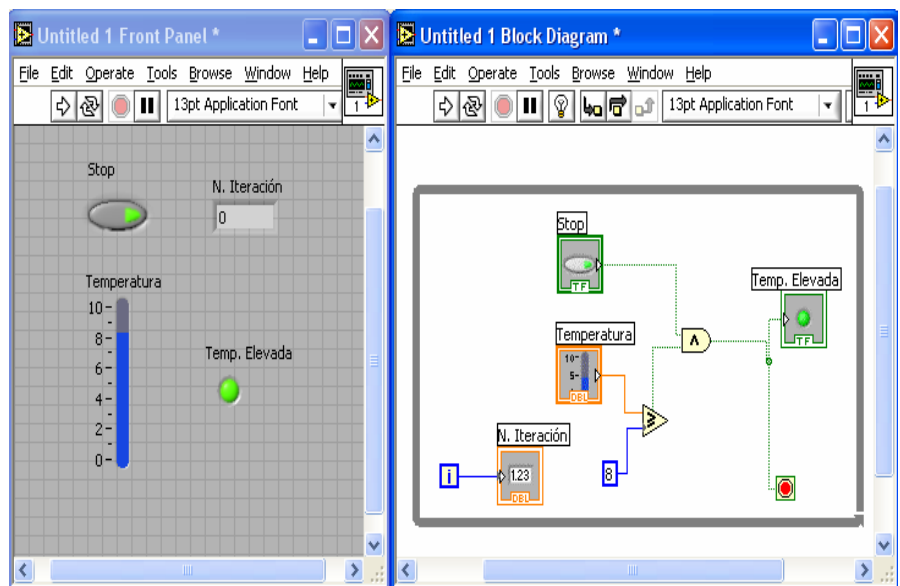 Untitled 1 Front Panel *
File Edit Operate Tools Browse Window Help
13pt Application Font
1
Stop
N. Iteración
0
Temperatura
10
8
6
4
2
0
Temp. Elevada
Untitled 1 Block Diagram *
File Edit Operate Tools Browse Window Help
13pt Application Font
1
Stop
TF
Temp. Elevada
TF
Temperatura
10
5
DBL
N. Iteración
i
1.23
DBL
8